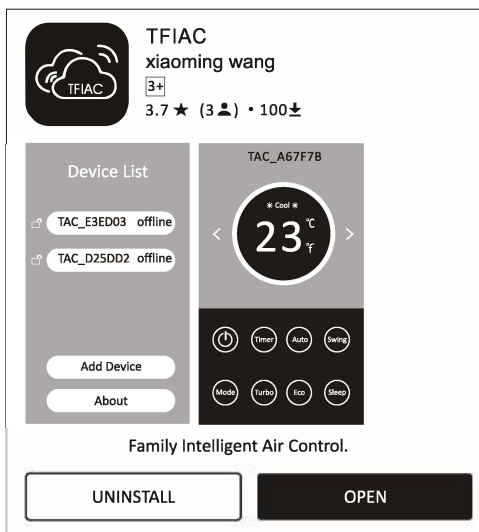 TFIAC
TFIAC
xiaoming wang
3+
3.7 ★ (3 👤) • 100
Device List
TAC_E3ED03 offline
TAC_D25DD2 offline
Add Device
About
TAC_A67F7B
Cool
23 °C °F
Timer Auto Swing
Mode Turbo Eco Sleep
Family Intelligent Air Control.
UNINSTALL
OPEN